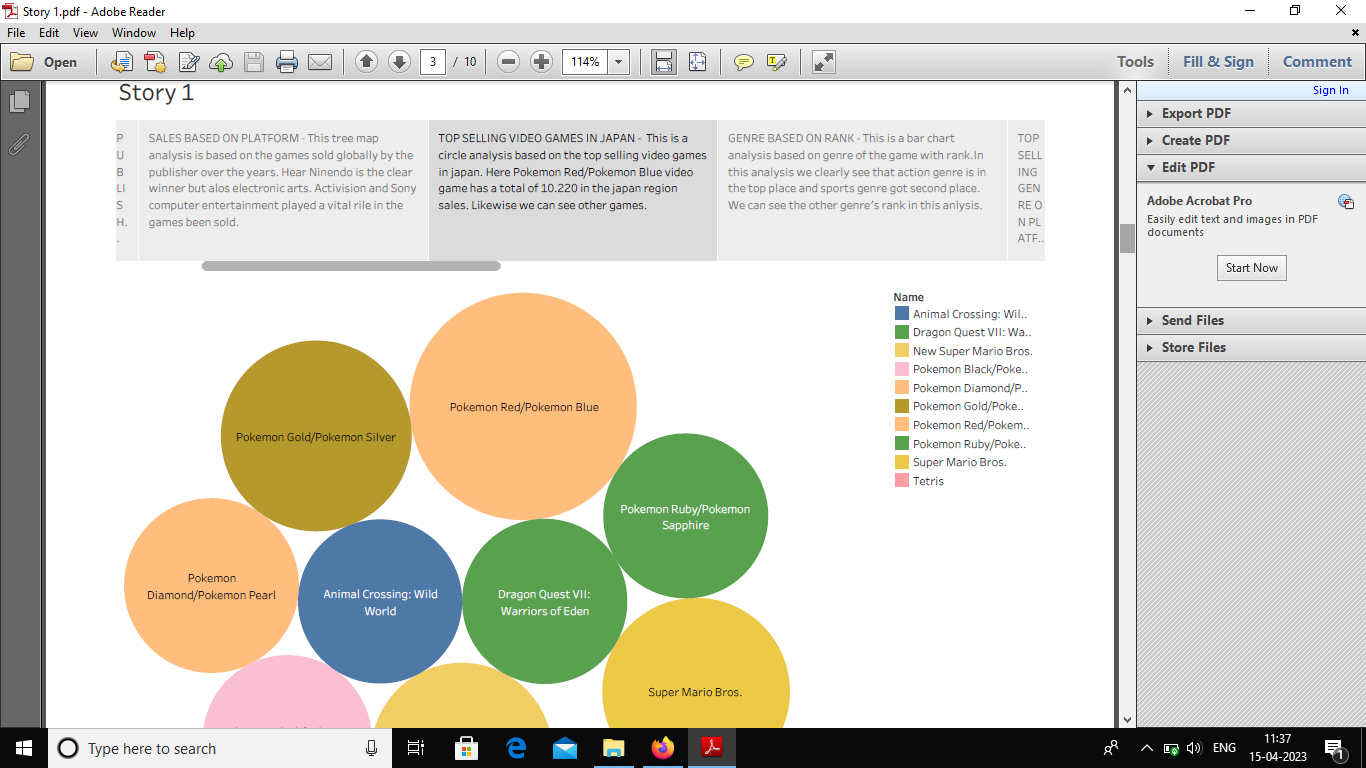 Story 1.pdf - Adobe Reader
File Edit View Window Help
Open
3 / 10
114%
Tools Fill & Sign Comment
Story 1
P
U
B
LI
S
H.
.
SALES BASED ON PLATFORM - This tree map
analysis is based on the games sold globally by the
publisher over the years. Hear Ninendo is the clear
winner but alos electronic arts. Activision and Sony
computer entertainment played a vital rile in the
games been sold.
TOP SELLING VIDEO GAMES IN JAPAN - This is a
circle analysis based on the top selling video games
in japan. Here Pokemon Red/Pokemon Blue video
game has a total of 10.220 in the japan region
sales. Likewise we can see other games.
GENRE BASED ON RANK - This is a bar chart
analysis based on genre of the game with rank.In
this analysis we clearly see that action genre is in
the top place and sports genre got second place.
We can see the other genre's rank in this anlysis.
TOP
SELL
ING
GEN
RE O
N PL
ATF..
Pokemon Red/Pokemon Blue
Pokemon Gold/Pokemon Silver
Pokemon Ruby/Pokemon
Sapphire
Pokemon
Diamond/Pokemon Pearl
Animal Crossing: Wild
World
Dragon Quest VII:
Warriors of Eden
Super Mario Bros.
Name
Animal Crossing: Wil..
Dragon Quest VII: Wa..
New Super Mario Bros.
Pokemon Black/Poke..
Pokemon Diamond/P..
Pokemon Gold/Poke..
Pokemon Red/Pokem..
Pokemon Ruby/Poke..
Super Mario Bros.
Tetris
Sign In
Export PDF
Create PDF
Edit PDF
Adobe Acrobat Pro
Easily edit text and images in PDF
documents
Start Now
Send Files
Store Files
Type here to search
ENG
11:37
15-04-2023
1